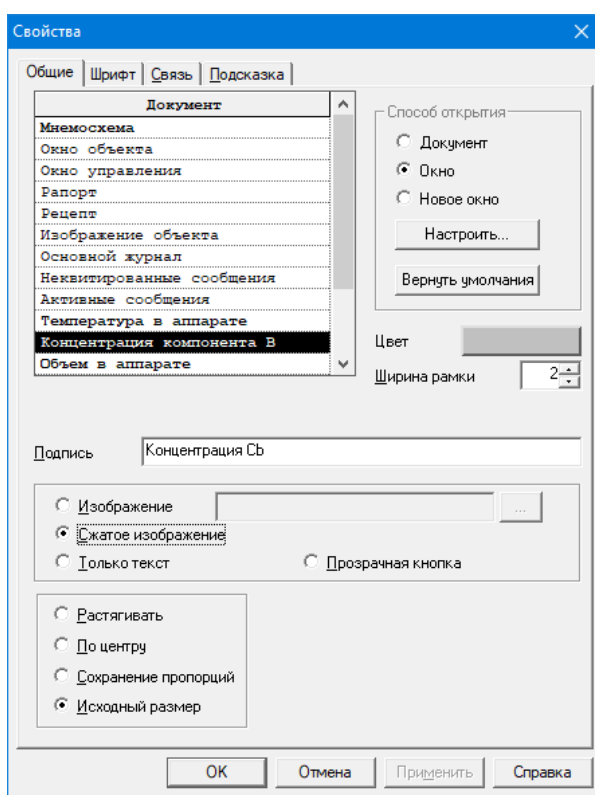 Свойства
Общие Шрифт Связь Подсказка
Документ
Мнемосхема
Окно объекта
Окно управления
Рапорт
Рецепт
Изображение объекта
Основной журнал
Неквитированные сообщения
Активные сообщения
Температура в аппарате
Концентрация компонента В
Объем в аппарате
Способ открытия
Документ
Окно
Новое окно
Настроить...
Вернуть умолчания
Цвет
Ширина рамки 2
Подпись Концентрация Cb
Изображение ...
Сжатое изображение
Только текст Прозрачная кнопка
Растягивать
По центру
Сохранение пропорций
Исходный размер
OK Отмена Применить Справка